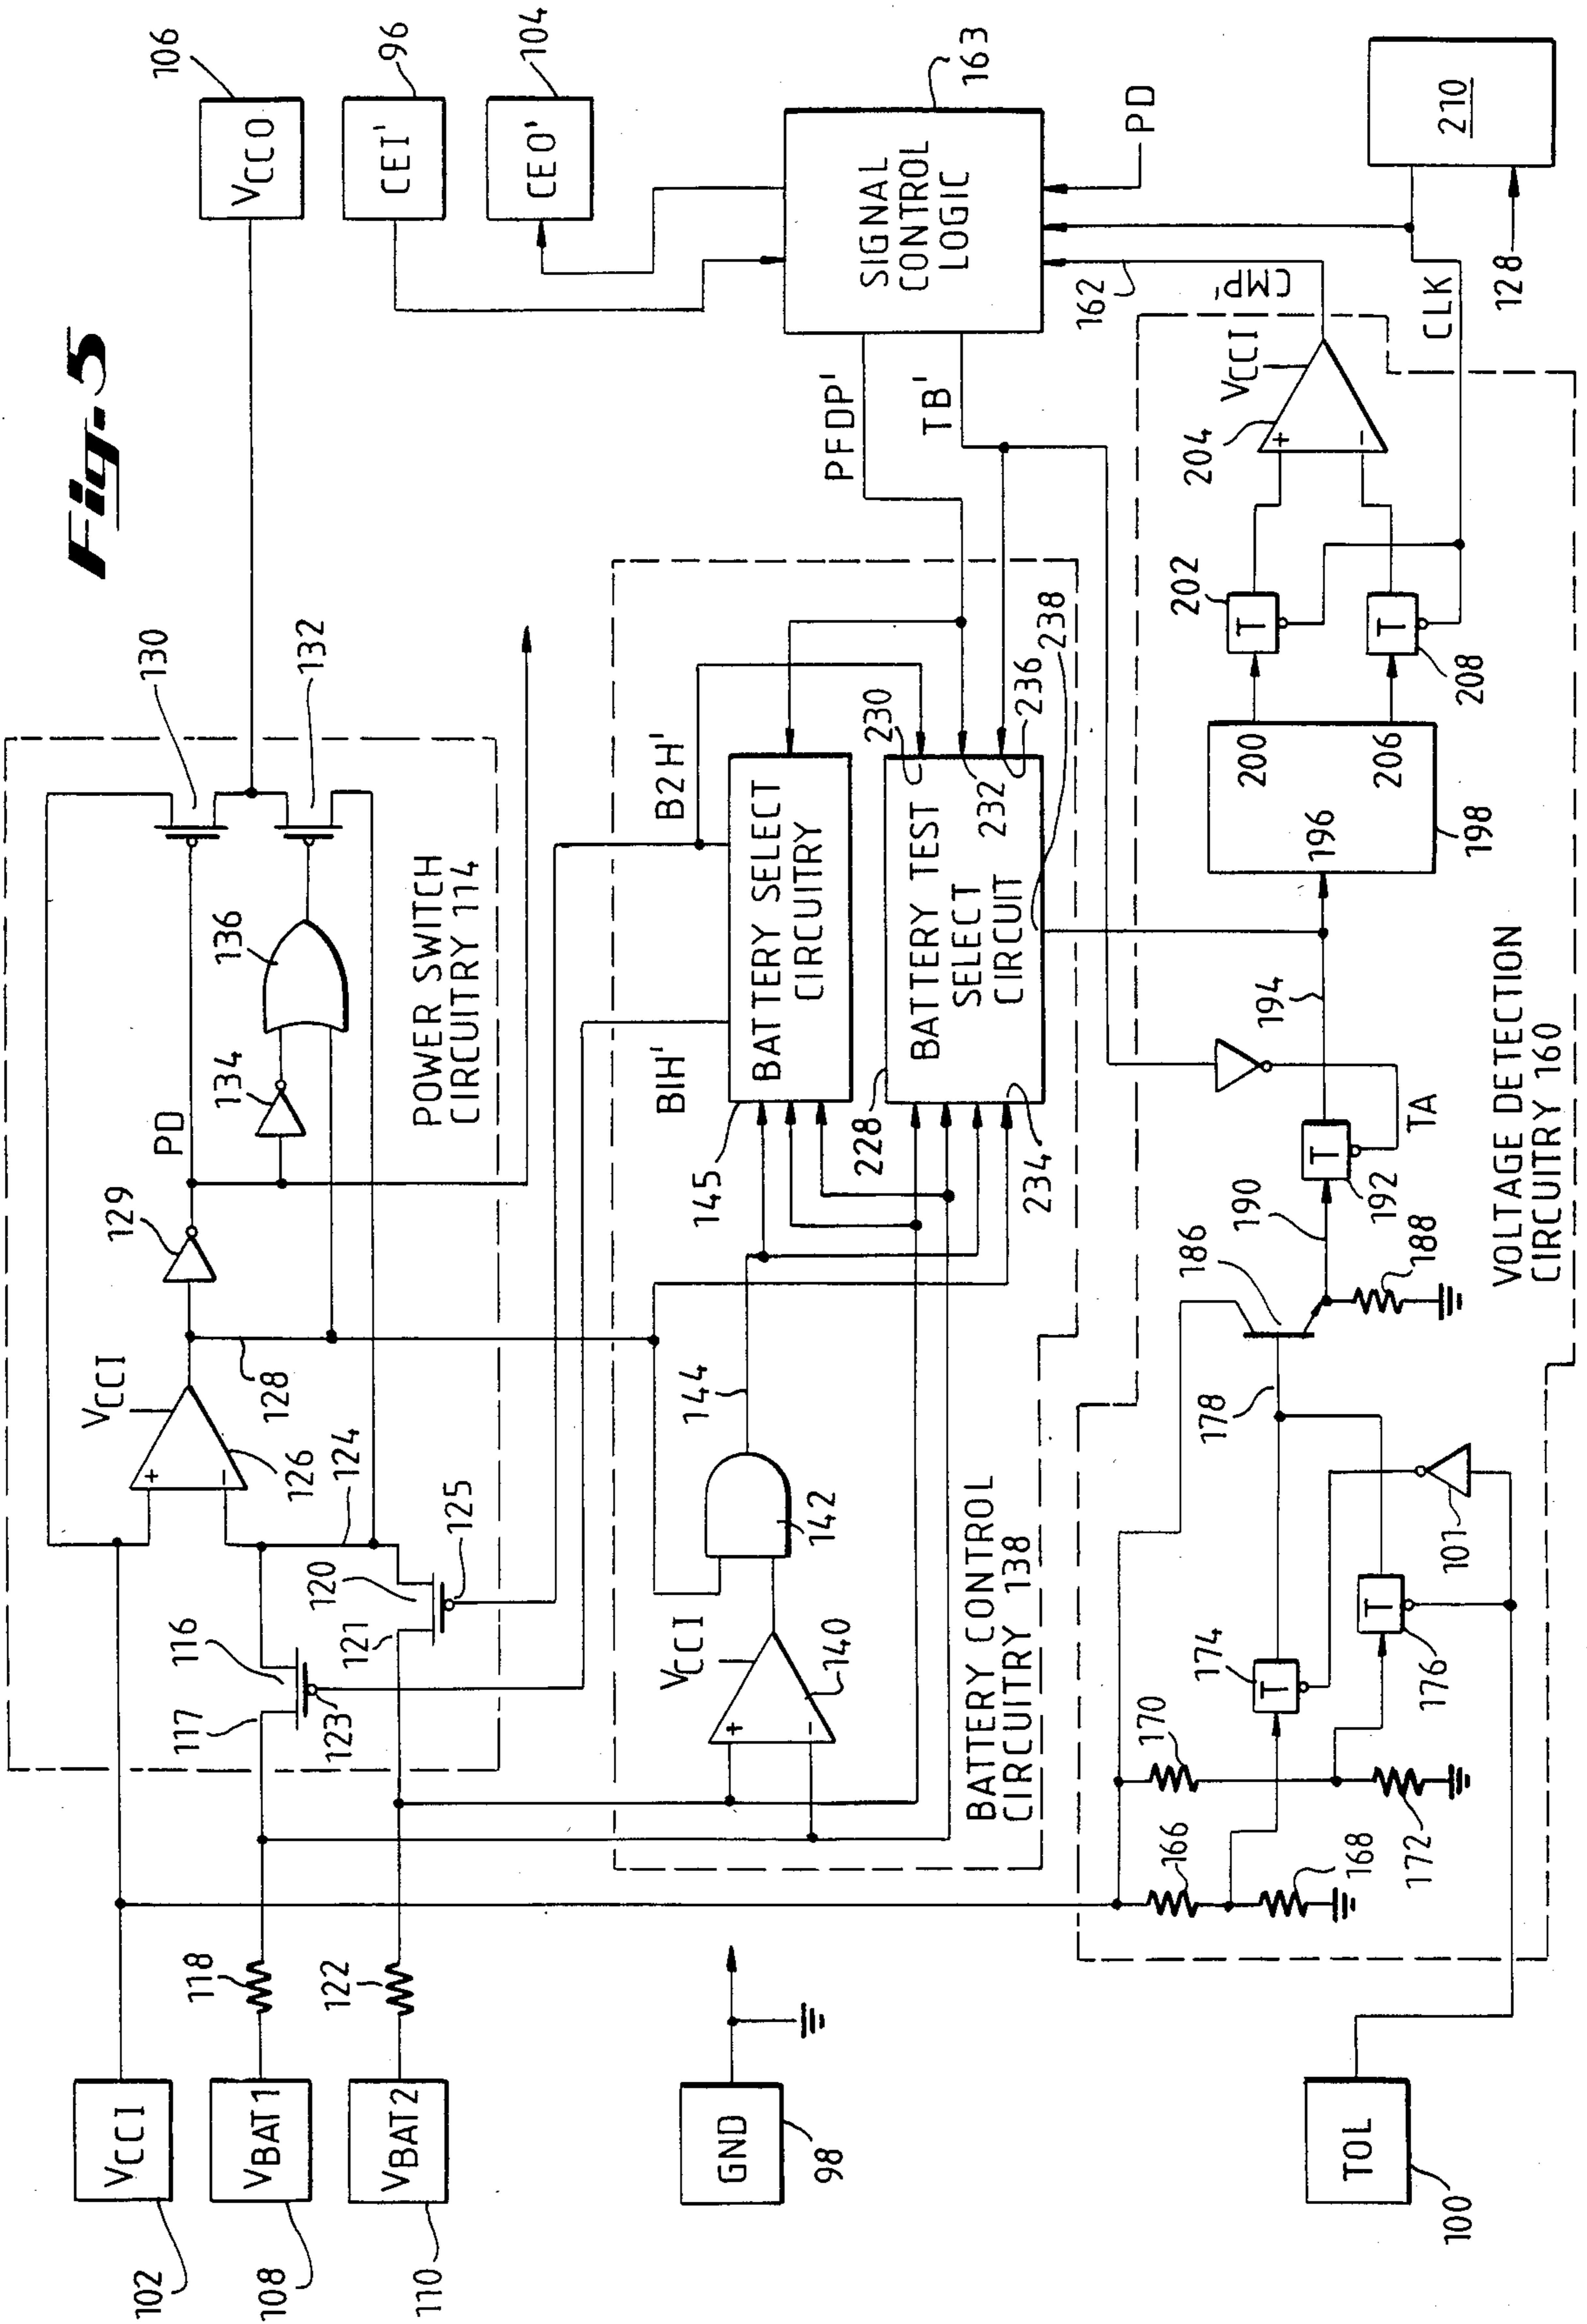 Fig-5
106
VCCO
96
CEI'
104
CEO'
163
SIGNAL
CONTROL
LOGIC
PD
210
128
CLK
162
CMP'
PFDP'
TB'
130
132
PD
129
134
136
POWER SWITCH
CIRCUITRY 114
VCCI
+
-
126
128
124
116
117
123
120
121
125
B2H'
B1H'
145
BATTERY SELECT
CIRCUITRY
228
BATTERY TEST
SELECT
CIRCUIT
230
232
236
238
234
144
142
VCCI
+
-
140
BATTERY CONTROL
CIRCUITRY 138
VCCI
204
+
-
202
T
T
208
200
206
196
198
194
TA
T
192
190
188
186
178
VOLTAGE DETECTION
CIRCUITRY 160
101
174
T
T
176
170
172
166
168
118
122
VCCI
102
VBAT1
108
VBAT2
110
GND
98
TOL
100